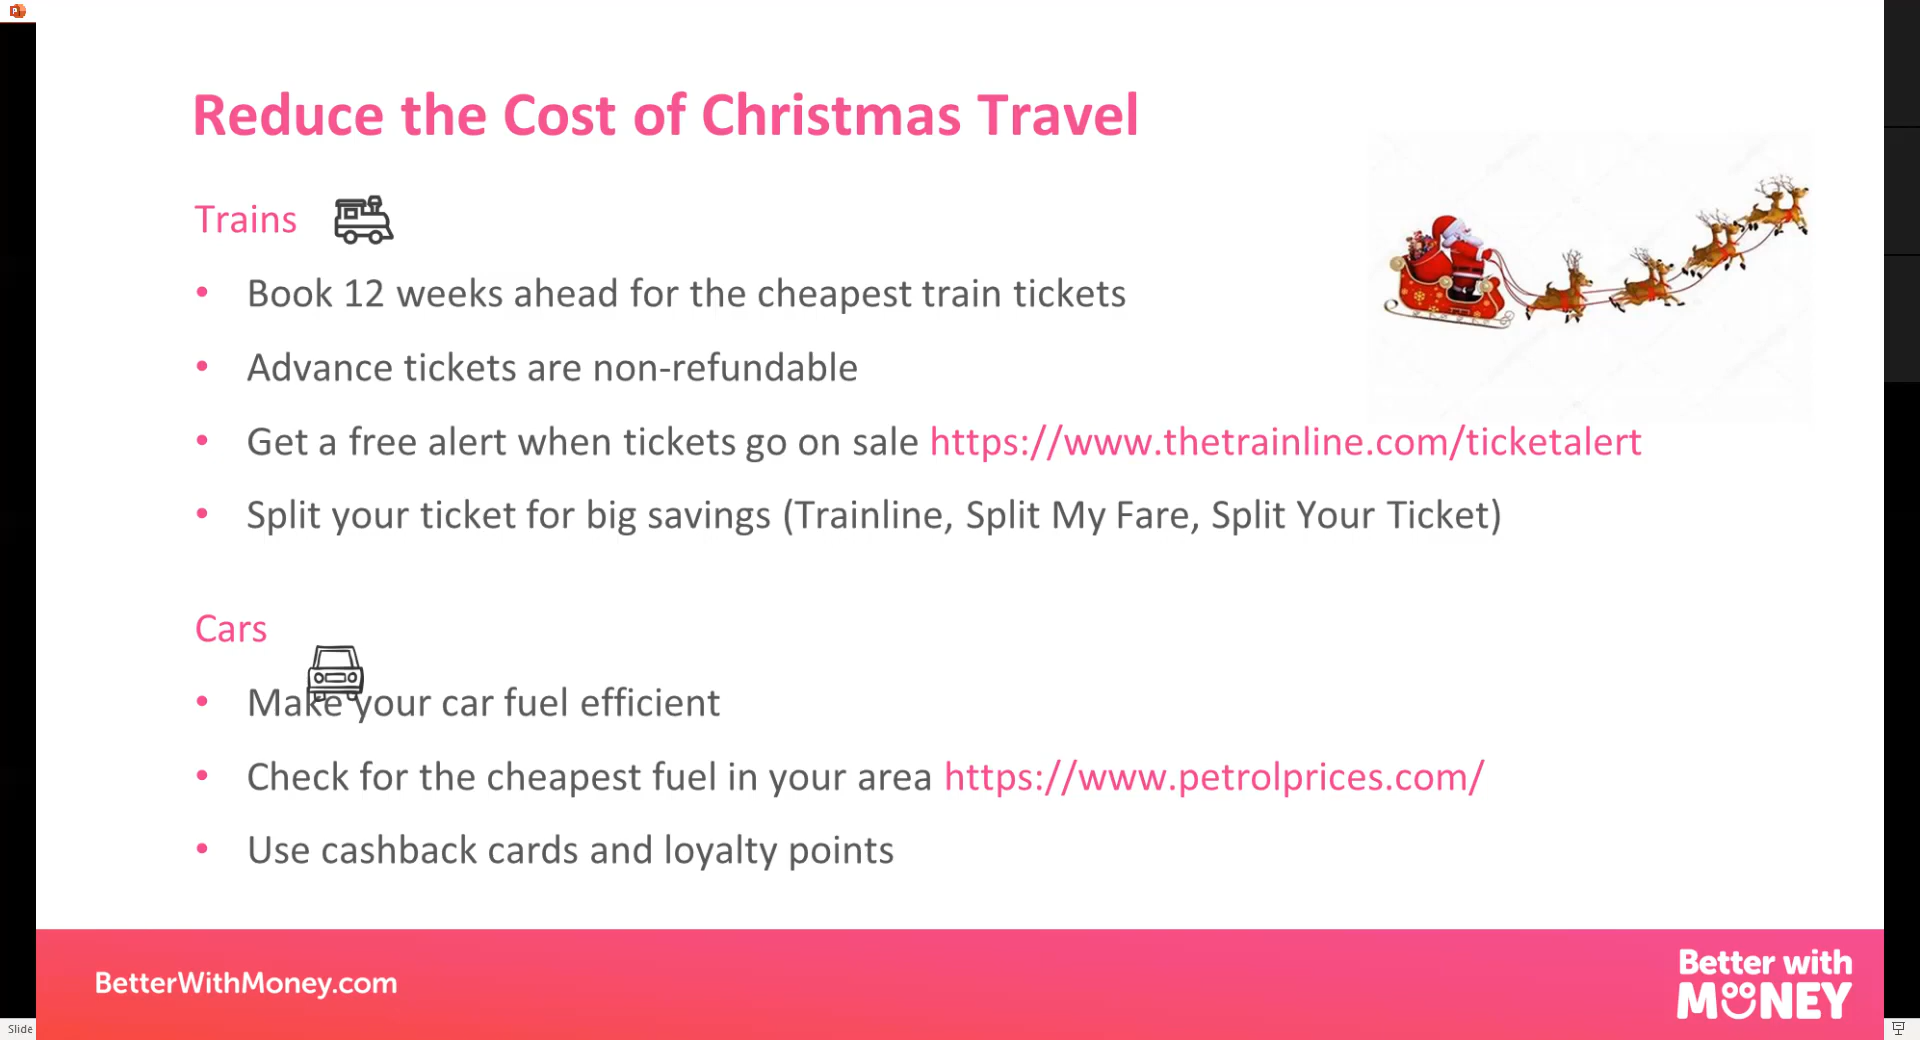 Reduce the Cost of Christmas Travel
Trains
• Book 12 weeks ahead for the cheapest train tickets
• Advance tickets are non-refundable
• Get a free alert when tickets go on sale https://www.thetrainline.com/ticketalert
• Split your ticket for big savings (Trainline, Split My Fare, Split Your Ticket)
Cars
• Make your car fuel efficient
• Check for the cheapest fuel in your area https://www.petrolprices.com/
• Use cashback cards and loyalty points
BetterWithMoney.com
Better with
MONEY
Slide